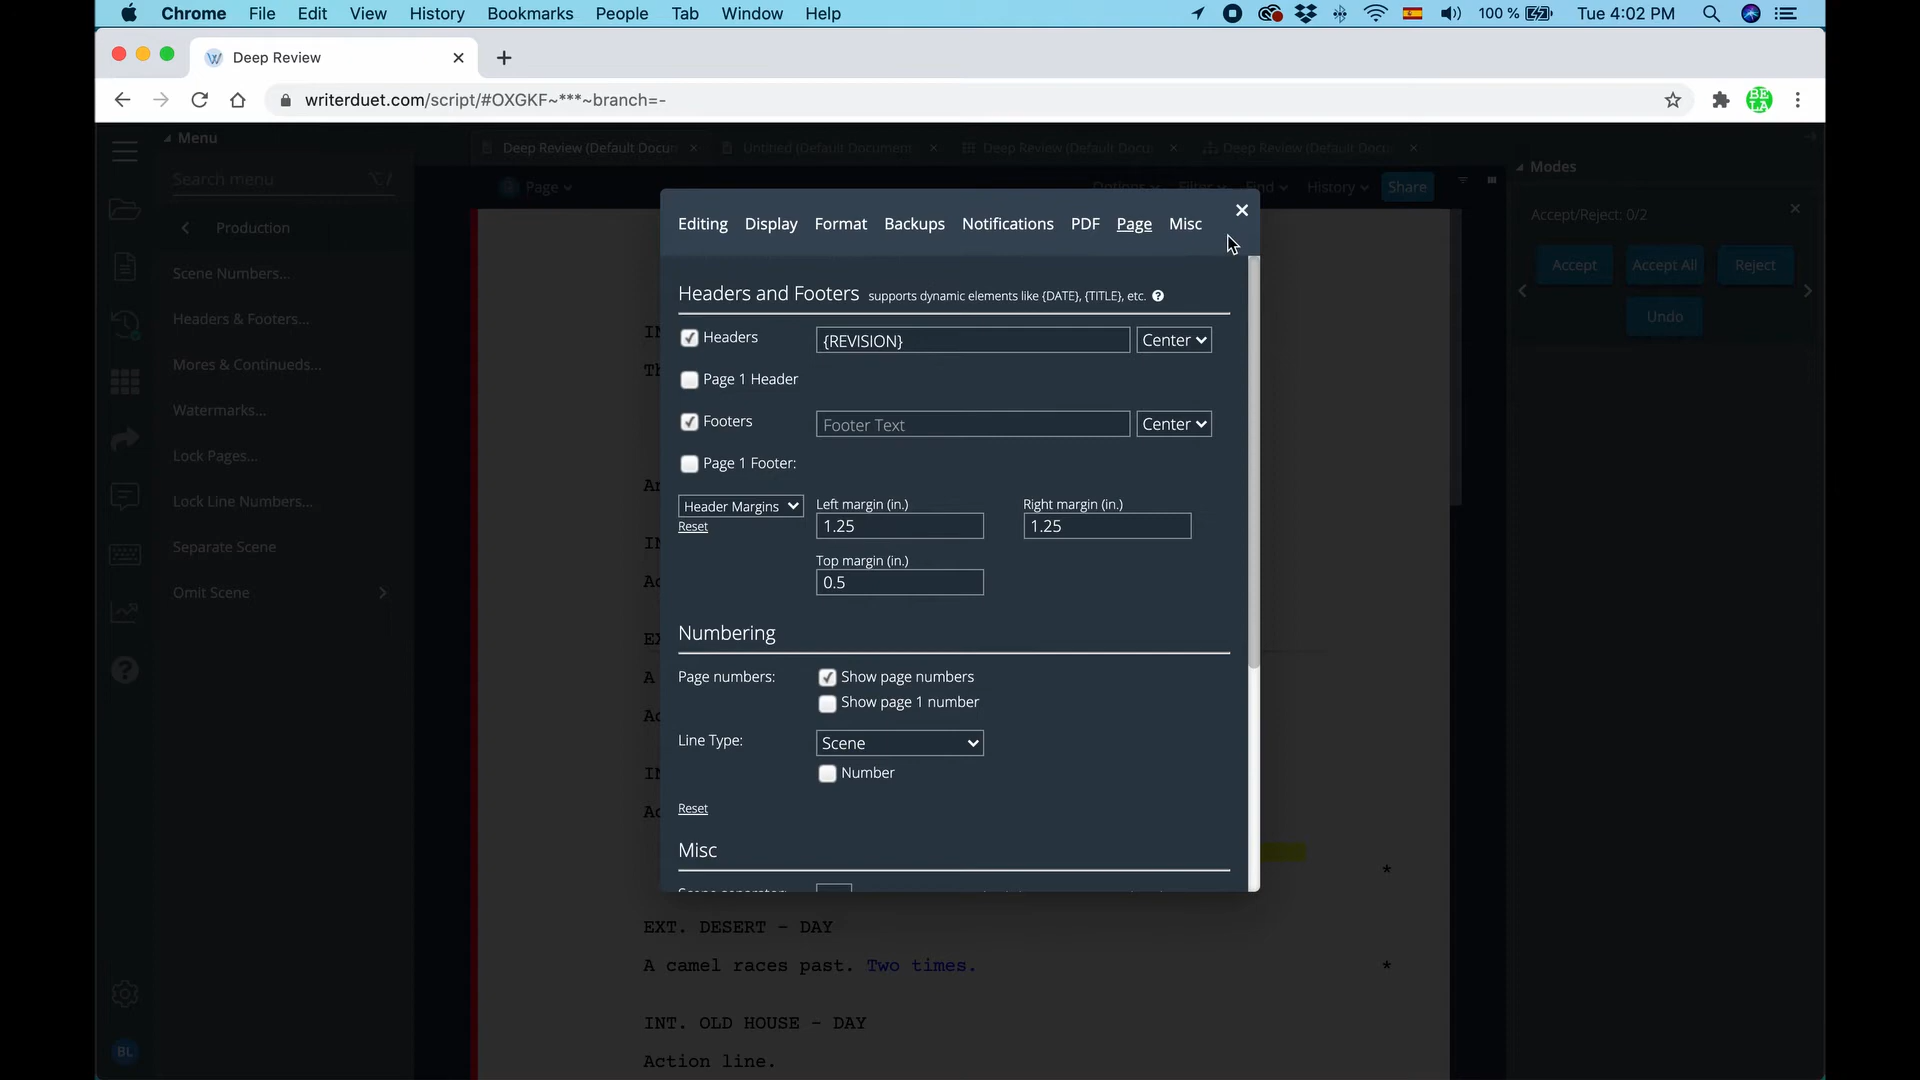 Chrome File Edit View History Bookmarks People Tab Window Help 100 % Tue 4:02 PM
Deep Review
writerduet.com/script/#OXGKF~***~branch=-
BE
LA
Menu
Deep Review (Default Docu
Untitled (Default Document
Deep Review (Default Docu
Deep Review (Default Docu
Modes
Search menu
Page Options Filter Find History Share
Accept/Reject: 0/2
Accept Accept All Reject
Undo
Production
Scene Numbers...
Headers & Footers...
Mores & Continueds...
Watermarks...
Lock Pages...
Lock Line Numbers...
Separate Scene
Omit Scene
BL
Editing Display Format Backups Notifications PDF Page Misc
Headers and Footers supports dynamic elements like {DATE}, {TITLE}, etc. ?
Headers {REVISION} Center
Page 1 Header
Footers Footer Text Center
Page 1 Footer:
Header Margins Left margin (in.) Right margin (in.)
Reset 1.25 1.25
Top margin (in.)
0.5
Numbering
Page numbers: Show page numbers
Show page 1 number
Line Type: Scene
Number
Reset
Misc
*
EXT. DESERT - DAY
A camel races past. Two times. *
INT. OLD HOUSE - DAY
Action line.